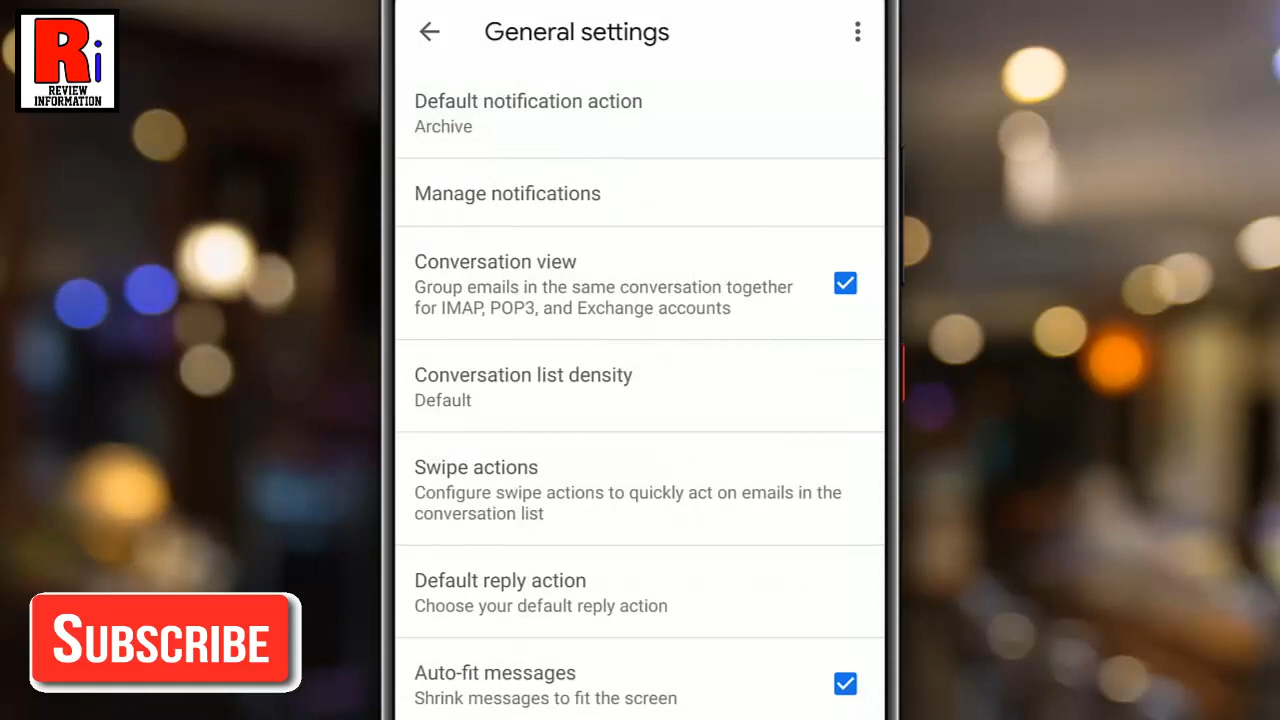 Ri
REVIEW
INFORMATION
General settings
Default notification action
Archive
Manage notifications
Conversation view
Group emails in the same conversation together
for IMAP, POP3, and Exchange accounts
Conversation list density
Default
Swipe actions
Configure swipe actions to quickly act on emails in the
conversation list
Default reply action
Choose your default reply action
Auto-fit messages
Shrink messages to fit the screen
SUBSCRIBE